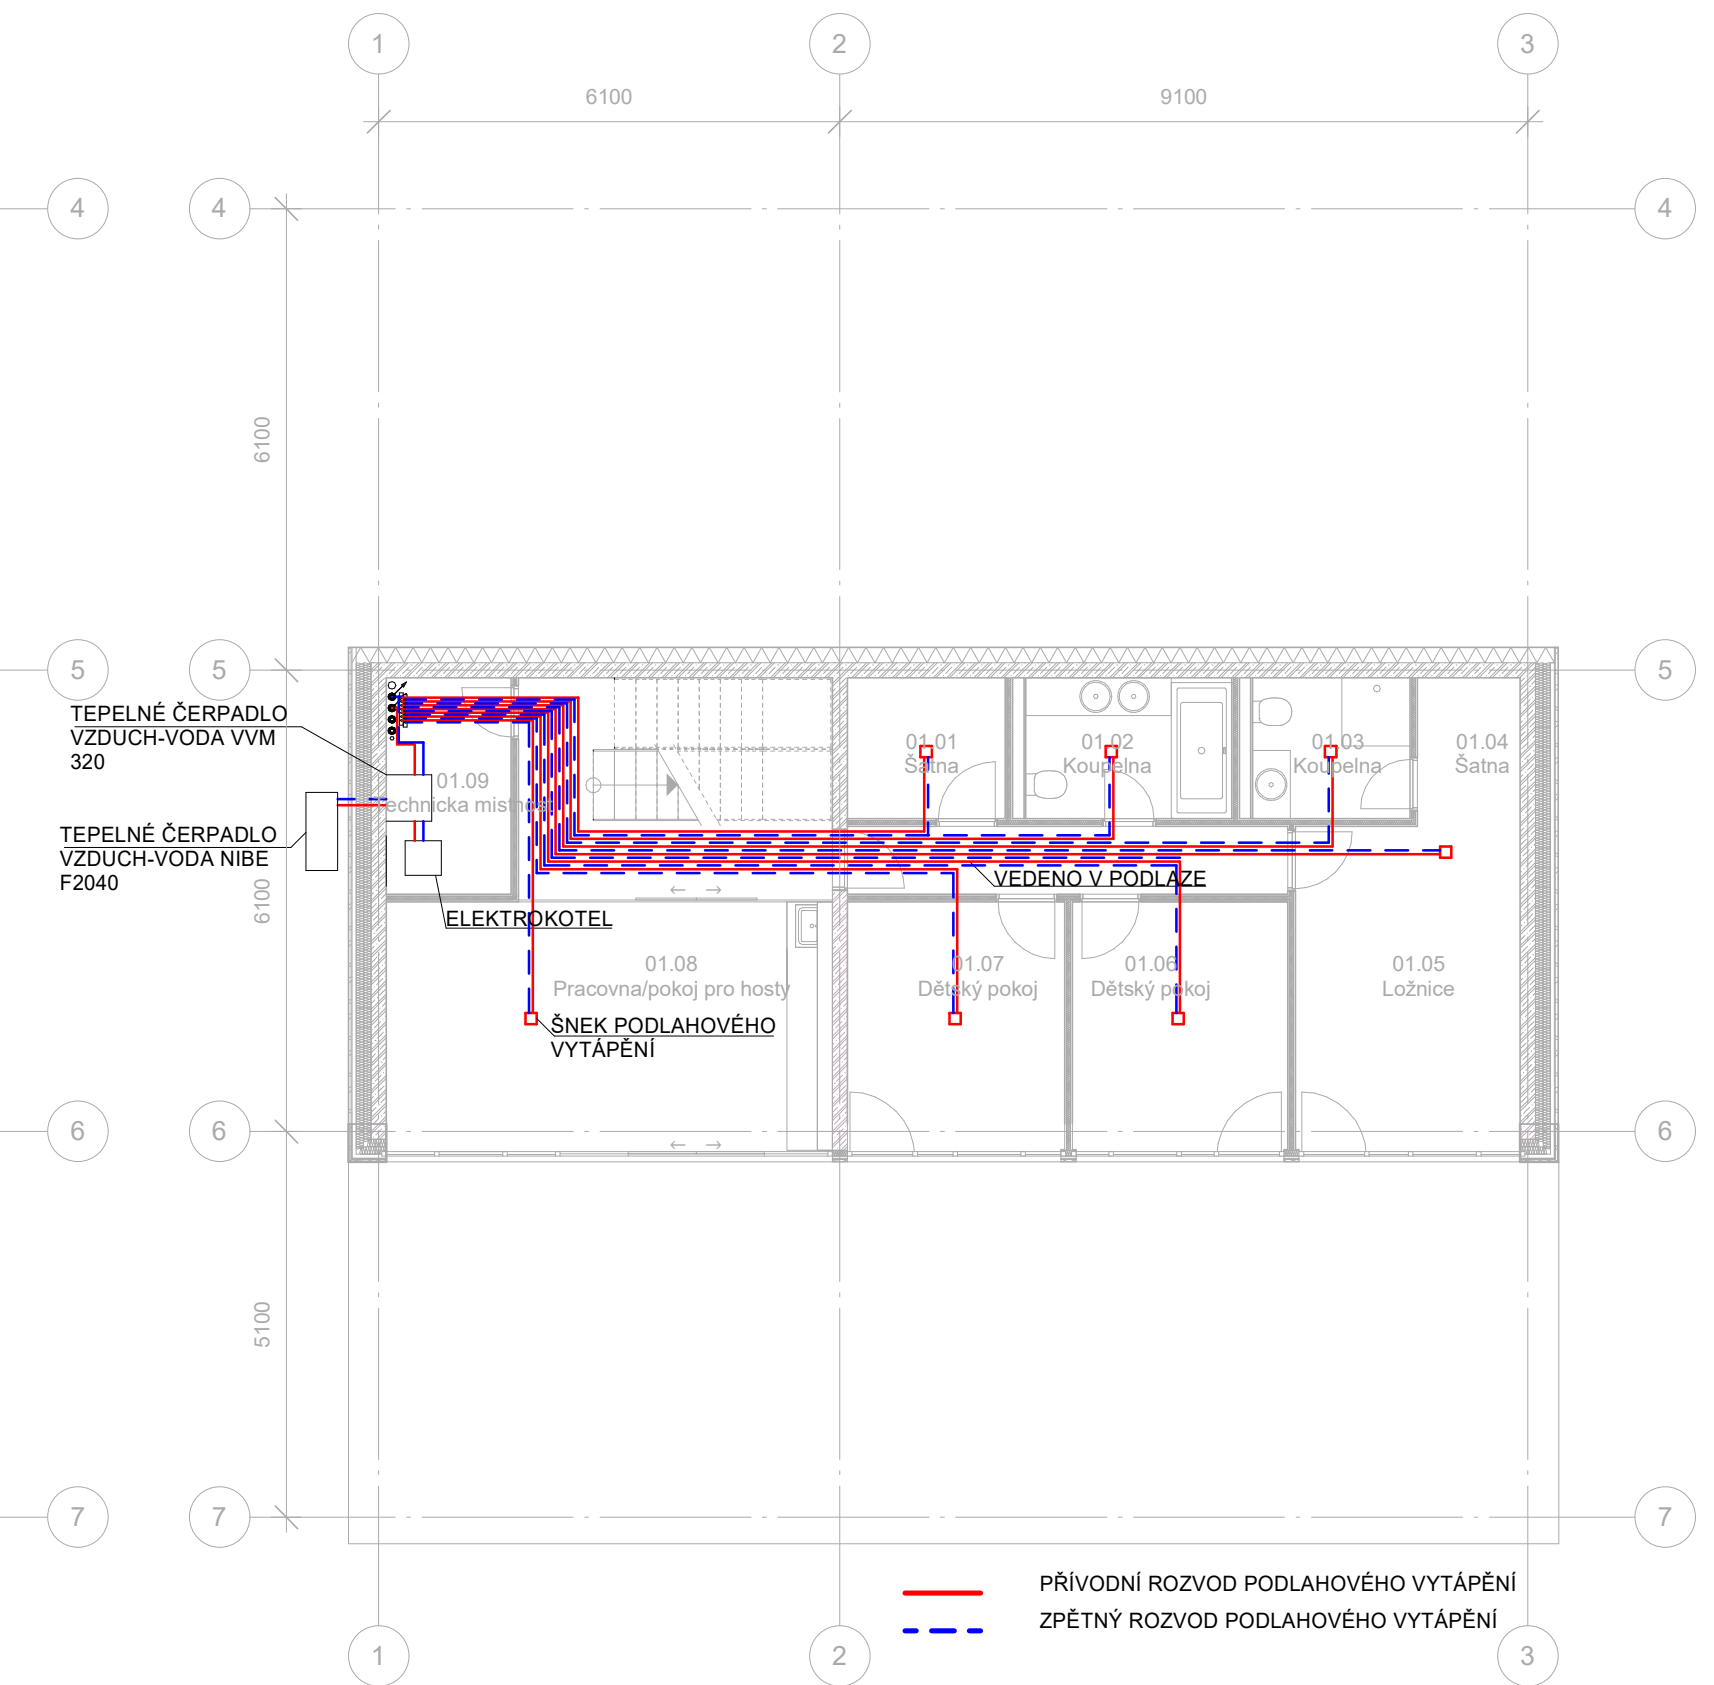 1
2
3
6100
9100
4
4
4
6100
5
5
5
TEPELNÉ ČERPADLO
VZDUCH-VODA VVM
320
01.09
Technicka mistnost
01.01
Šatna
01.02
Koupelna
01.03
Koupelna
01.04
Šatna
TEPELNÉ ČERPADLO
VZDUCH-VODA NIBE
F2040
6100
VEDENO V PODLAZE
ELEKTROKOTEL
01.08
Pracovna/pokoj pro hosty
01.07
Dětský pokoj
01.06
Dětský pokoj
01.05
Ložnice
ŠNEK PODLAHOVÉHO
VYTÁPĚNÍ
6
6
6
5100
7
7
7
PŘÍVODNÍ ROZVOD PODLAHOVÉHO VYTÁPĚNÍ
ZPĚTNÝ ROZVOD PODLAHOVÉHO VYTÁPĚNÍ
1
2
3